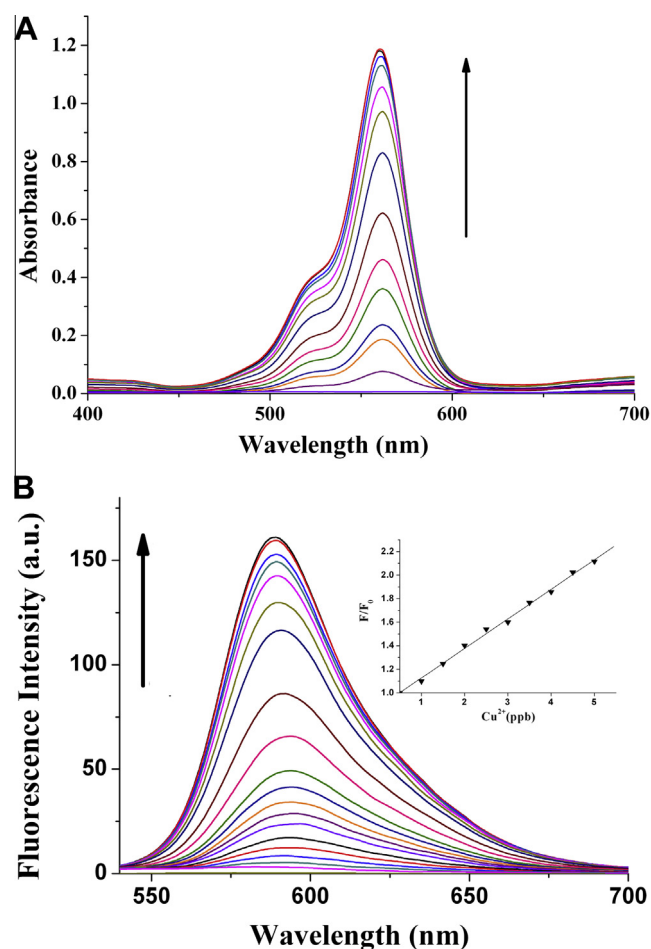 A
1.2
1.0
0.8
0.6
0.4
0.2
0.0
Absorbance
400 500 600 700
Wavelength (nm)
B
150
100
50
0
Fluorescence Intensity (a.u.)
550 600 650 700
Wavelength (nm)
2.2
2.0
1.8
1.6
1.4
1.2
1.0
F/F₀
1 2 3 4 5
Cu²⁺(ppb)